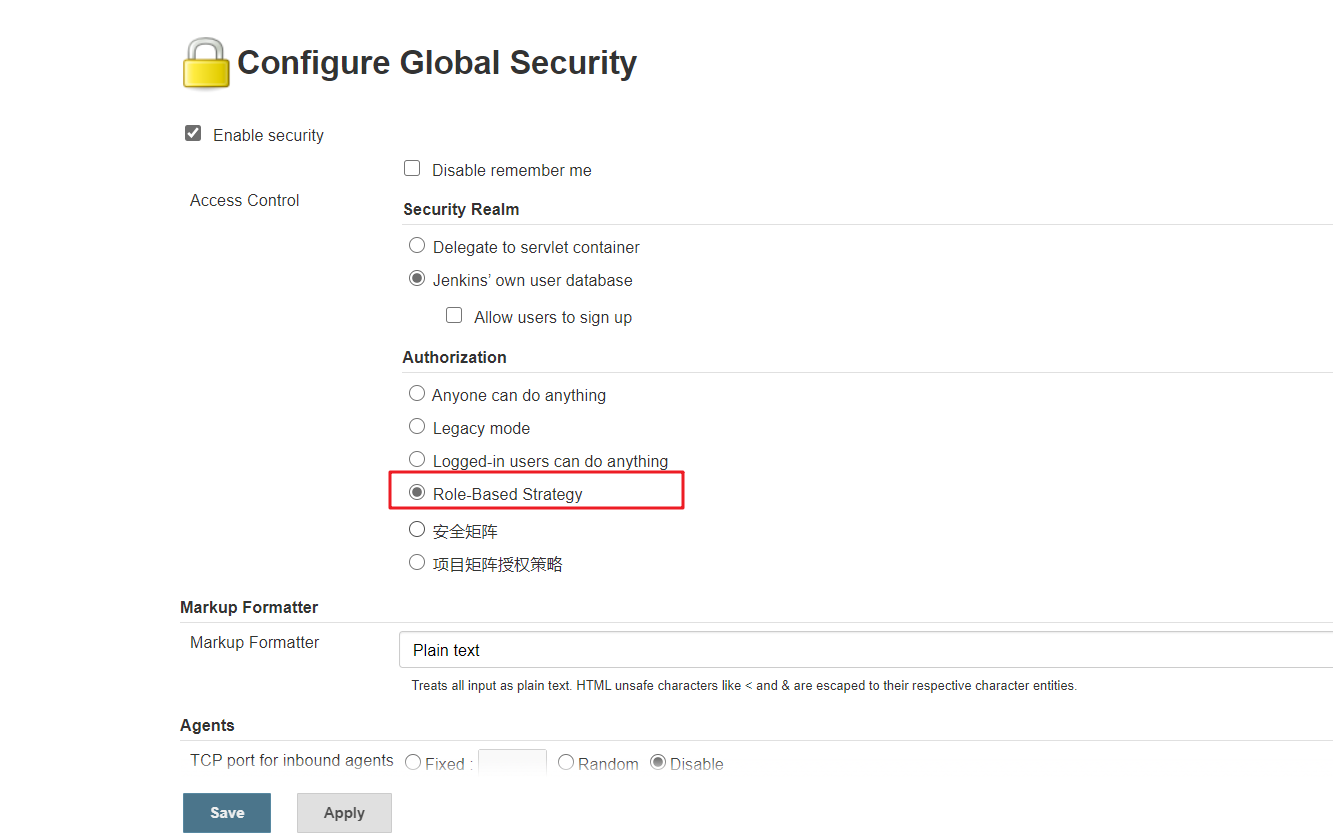 Configure Global Security
Enable security
Disable remember me
Access Control
Security Realm
Delegate to servlet container
Jenkins’ own user database
Allow users to sign up
Authorization
Anyone can do anything
Legacy mode
Logged-in users can do anything
Role-Based Strategy
安全矩阵
项目矩阵授权策略
Markup Formatter
Markup Formatter
Plain text
Treats all input as plain text. HTML unsafe characters like < and & are escaped to their respective character entities.
Agents
TCP port for inbound agents Fixed : Random Disable
Save Apply